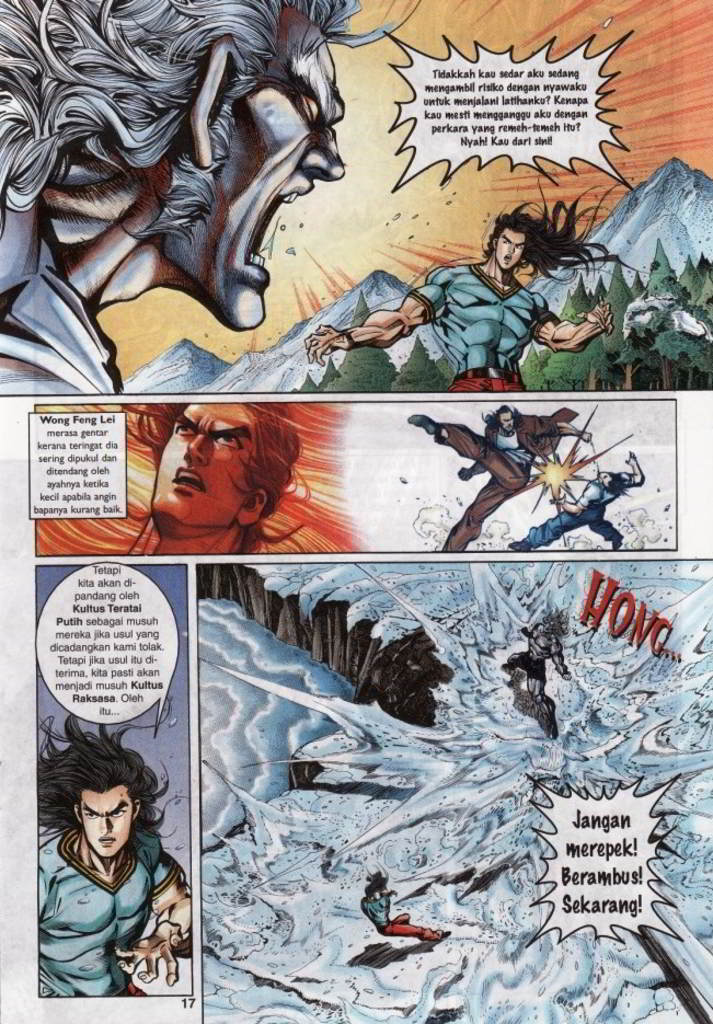 Tidakkah kau sedar aku sedang
mengambil risiko dengan nyawaku
untuk menjalani latihanku? Kenapa
kau mesti mengganggu aku dengan
perkara yang remeh-temeh itu?
Nyah! Kau dari sini!
Wong Feng Lei
merasa gentar
kerana teringat dia
sering dipukul dan
ditendang oleh
ayahnya ketika
kecil apabila angin
bapanya kurang baik.
Tetapi
kita akan di-
pandang oleh
Kultus Teratai
Putih sebagai musuh
mereka jika usul yang
dicadangkan kami tolak.
Tetapi jika usul itu di-
terima, kita pasti akan
menjadi musuh Kultus
Raksasa. Oleh
itu...
HONG...
Jangan
merepek!
Berambus!
Sekarang!
17